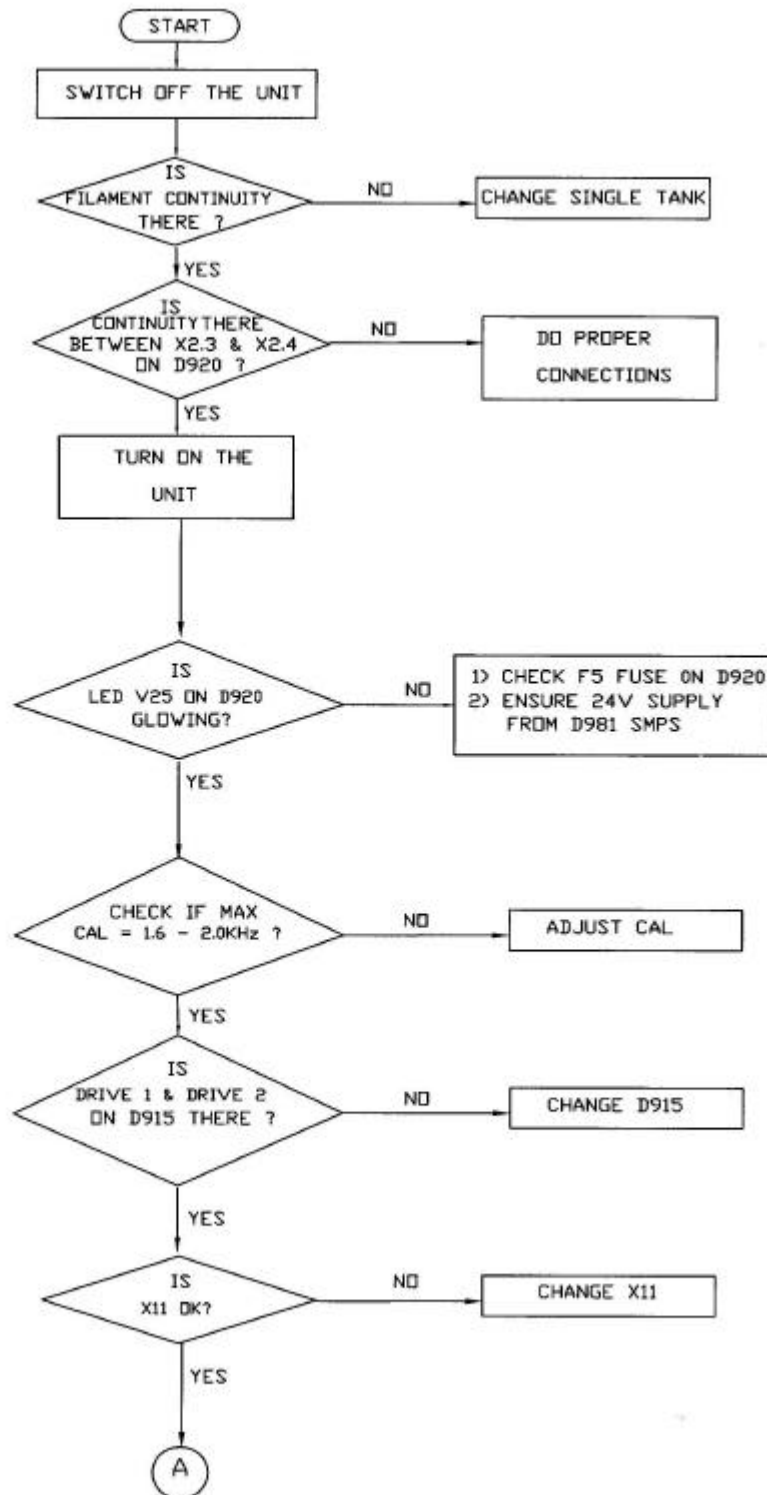 START
SWITCH OFF THE UNIT
IS
FILAMENT CONTINUITY
THERE ?
NO
CHANGE SINGLE TANK
YES
IS
CONTINUITYTHERE
BETWEEN X2.3 & X2.4
ON D920 ?
NO
DO PROPER
CONNECTIONS
YES
TURN ON THE
UNIT
IS
LED V25 ON D920
GLOWING?
NO
1) CHECK F5 FUSE ON D920
2) ENSURE 24V SUPPLY
FROM D981 SMPS
YES
CHECK IF MAX
CAL = 1.6 - 2.0KHz ?
NO
ADJUST CAL
YES
IS
DRIVE 1 & DRIVE 2
ON D915 THERE ?
NO
CHANGE D915
YES
IS
X11 OK?
NO
CHANGE X11
YES
A